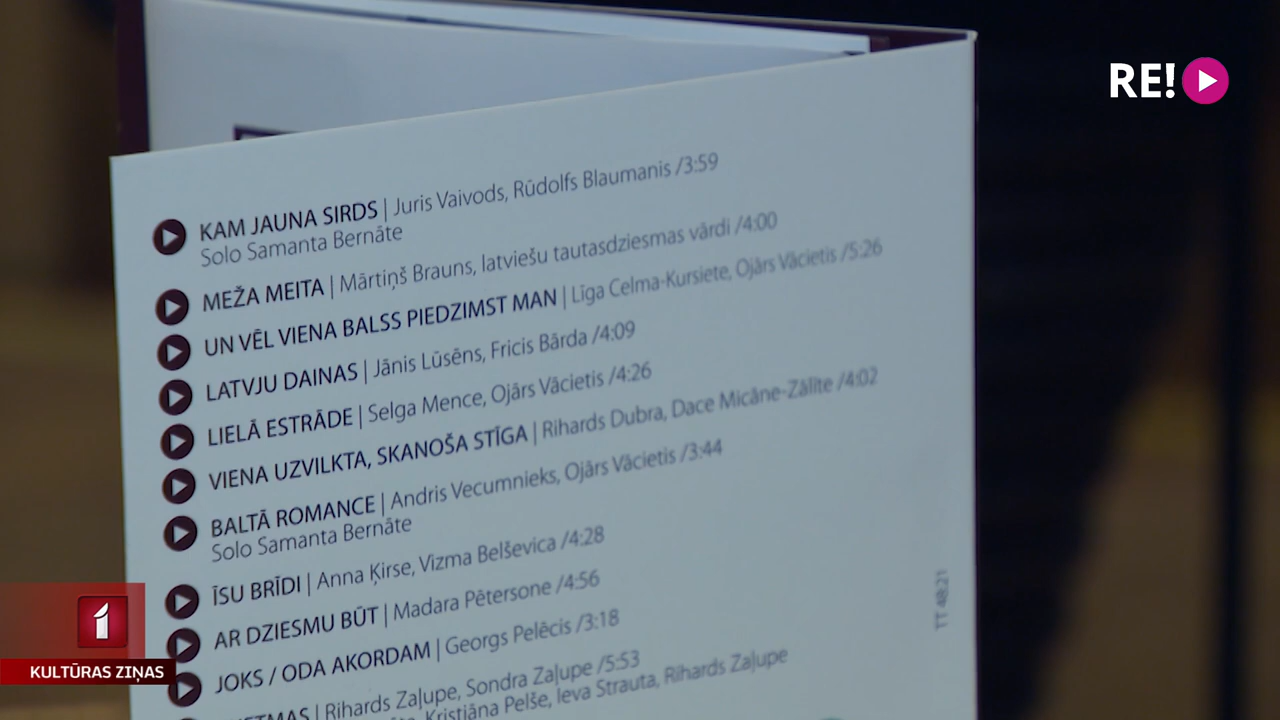 RE!
KAM JAUNA SIRDS | Juris Vaivods, Rūdolfs Blaumanis /3:59
Solo Samanta Bernāte
MEŽA MEITA | Mārtiņš Brauns, latviešu tautasdziesmas vārdi /4:00
UN VĒL VIENA BALSS PIEDZIMST MAN | Līga Celma-Kursiete, Ojārs Vācietis /5:26
LATVJU DAINAS | Jānis Lūsēns, Fricis Bārda /4:09
LIELĀ ESTRĀDE | Selga Mence, Ojārs Vācietis /4:26
VIENA UZVILKTA, SKANOŠA STĪGA | Rihards Dubra, Dace Micāne-Zālīte /4:02
BALTĀ ROMANCE | Andris Vecumnieks, Ojārs Vācietis /3:44
Solo Samanta Bernāte
ĪSU BRĪDI | Anna Ķirse, Vizma Belševica /4:28
AR DZIESMU BŪT | Madara Pētersone /4:56
JOKS / ODA AKORDAM | Georgs Pelēcis /3:18
| Rihards Zaļupe, Sondra Zaļupe /5:53
Kristiāna Pelše, Ieva Strauta, Rihards Zaļupe
TT 48:21
1
KULTŪRAS ZIŅAS